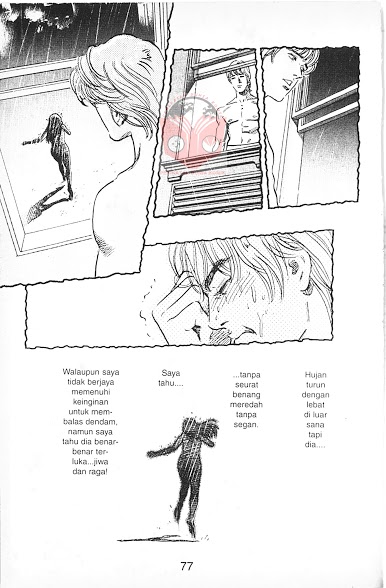 Hujan
turun
dengan
lebat
di luar
sana
tapi
dia....
...tanpa
seurat
benang
meredah
tanpa
segan.
Saya
tahu....
Walaupun saya
tidak berjaya
memenuhi
keinginan
untuk mem-
balas dendam,
namun saya
tahu dia benar-
benar ter-
luka...jiwa
dan raga!
77